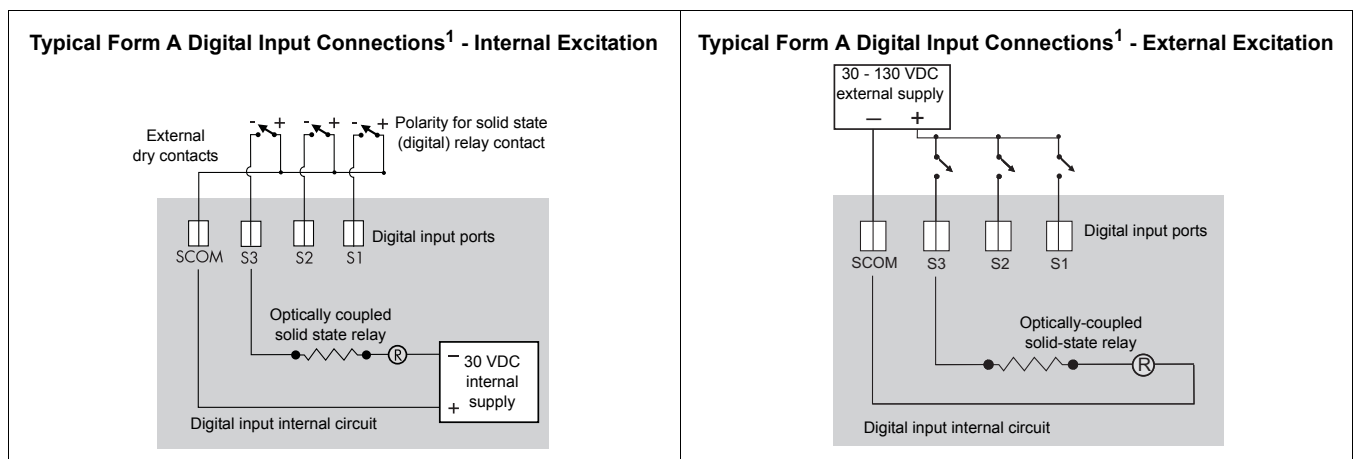 Typical Form A Digital Input Connections1 - Internal Excitation
External
dry contacts
- + - + - +
Polarity for solid state
(digital) relay contact
SCOM S3 S2 S1
Digital input ports
Optically coupled
solid state relay
R
– 30 VDC
internal
+ supply
Digital input internal circuit
Typical Form A Digital Input Connections1 - External Excitation
30 - 130 VDC
external supply
– +
Digital input ports
SCOM S3 S2 S1
Optically-coupled
solid-state relay
R
Digital input internal circuit